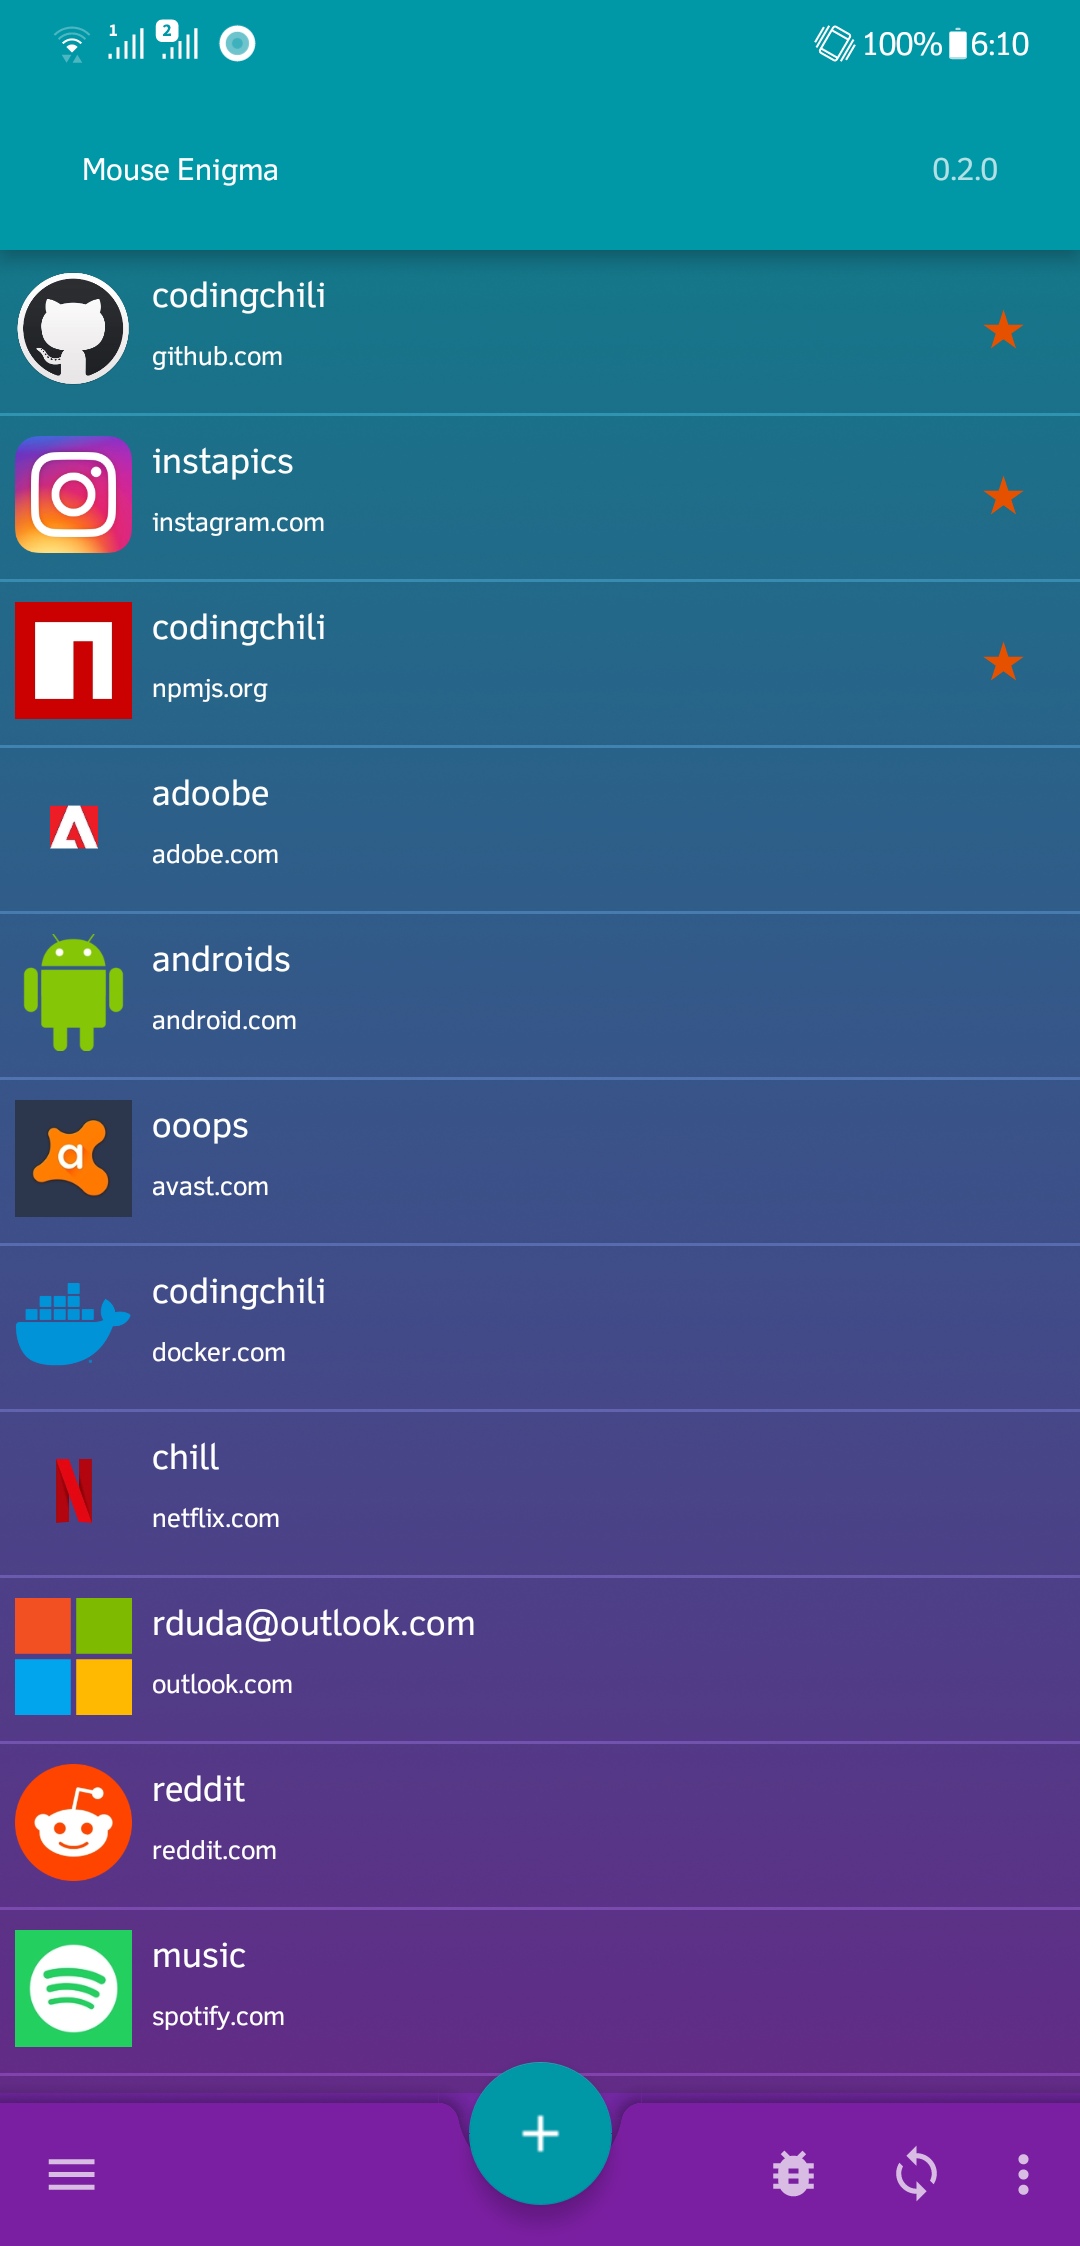 1 2 100% 6:10
Mouse Enigma 0.2.0
codingchili
github.com
instapics
instagram.com
codingchili
npmjs.org
adoobe
adobe.com
androids
android.com
a
ooops
avast.com
codingchili
docker.com
chill
netflix.com
rduda@outlook.com
outlook.com
reddit
reddit.com
music
spotify.com